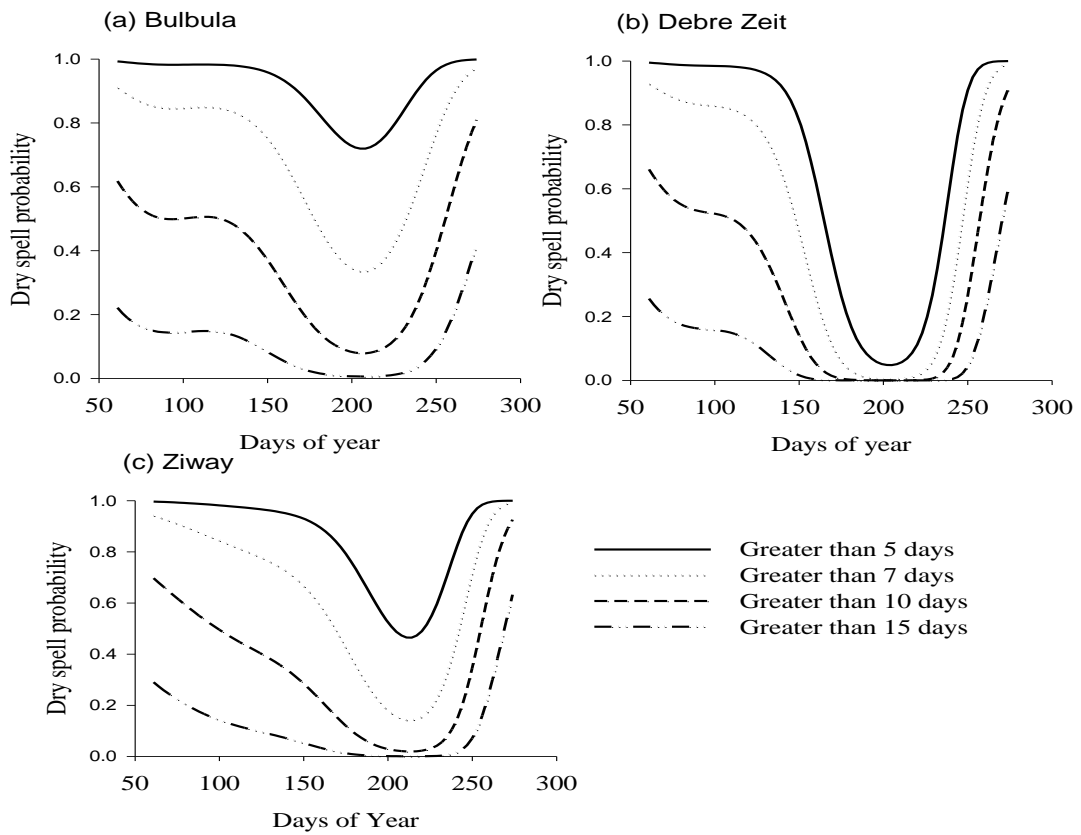 (a) Bulbula
1.0
0.8
0.6
0.4
0.2
0.0
Dry spell probability
50 100 150 200 250 300
Days of year
(b) Debre Zeit
1.0
0.8
0.6
0.4
0.2
0.0
Dry spell probability
50 100 150 200 250 300
Days of year
(c) Ziway
1.0
0.8
0.6
0.4
0.2
0.0
Dry spell probability
50 100 150 200 250 300
Days of Year
Greater than 5 days
Greater than 7 days
Greater than 10 days
Greater than 15 days